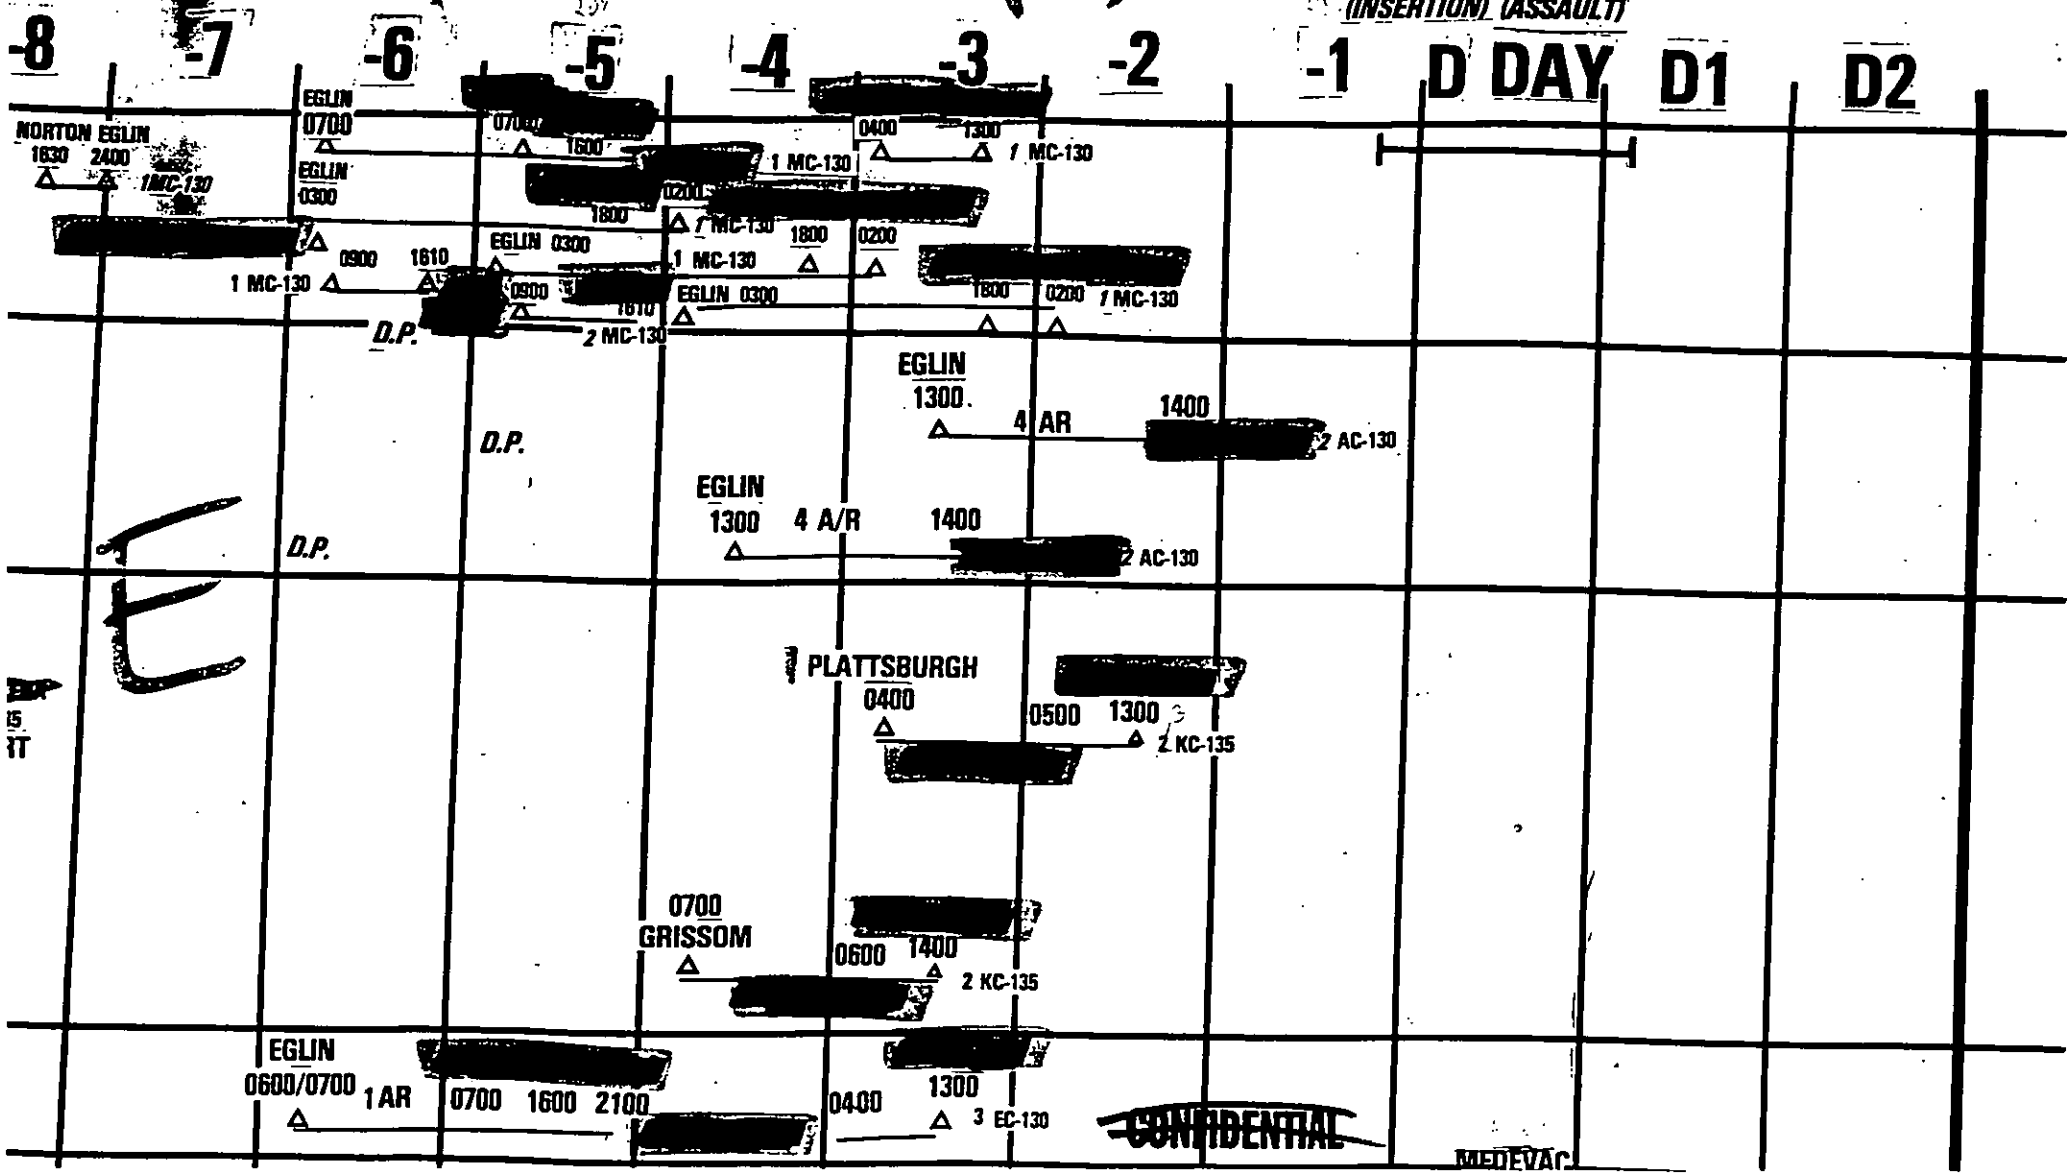 (INSERTION) (ASSAULT)
-8 -7 -6 -5 -4 -3 -2 -1 D DAY D1 D2
EGLIN
0700
NORTON EGLIN
1630 2400
1MC-130
0700
1600
1 MC-130
0400 1300
1 MC-130
EGLIN
0300
1800
0200
1 MC-130
1800 0200
0900 1610
1 MC-130
EGLIN 0300
1 MC-130
0900
1610
2 MC-130
EGLIN 0300
1800 0200
1 MC-130
D.P.
EGLIN
1300
4 AR
1400
2 AC-130
D.P.
EGLIN
1300 4 A/R 1400
2 AC-130
D.P.
PLATTSBURGH
0400
0500 1300
2 KC-135
RT
0700
GRISSOM
0600 1400
2 KC-135
EGLIN
0600/0700 1 AR 0700 1600 2100
0400 1300
3 EC-130
CONFIDENTIAL
MEDEVAC